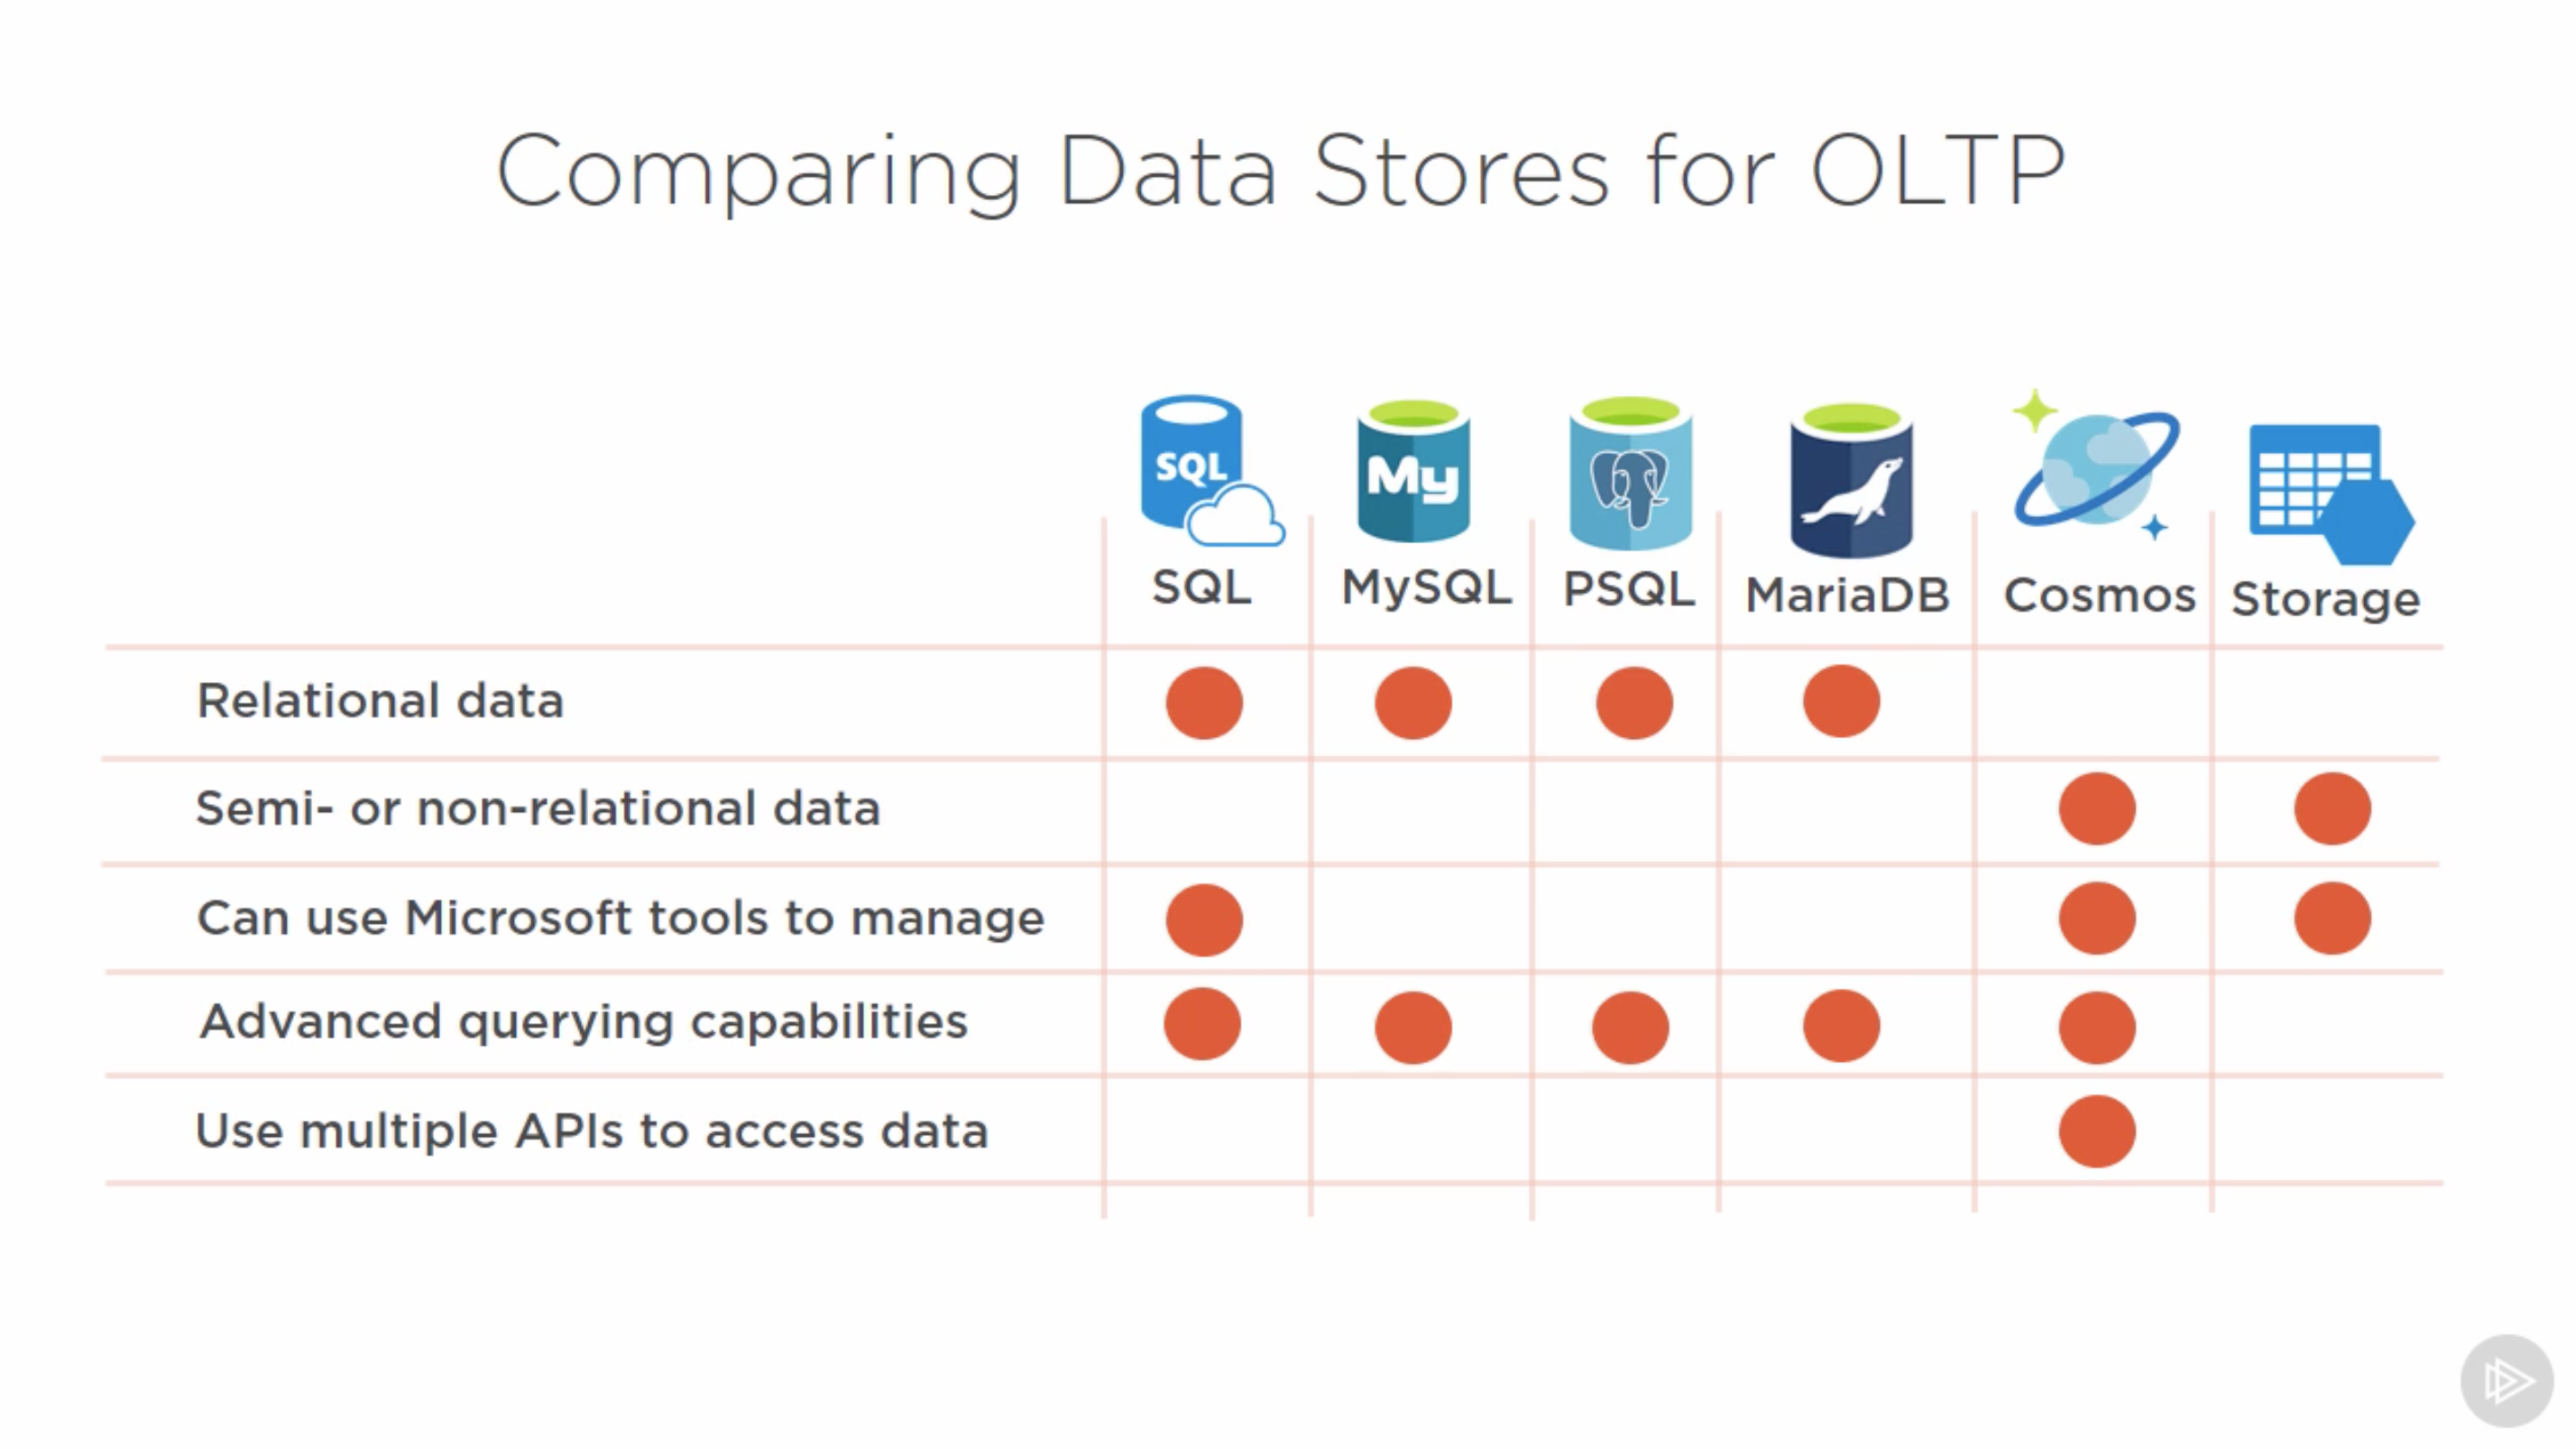 Comparing Data Stores for OLTP
SQL
My
SQL MySQL PSQL MariaDB Cosmos Storage
Relational data
Semi- or non-relational data
Can use Microsoft tools to manage
Advanced querying capabilities
Use multiple APIs to access data